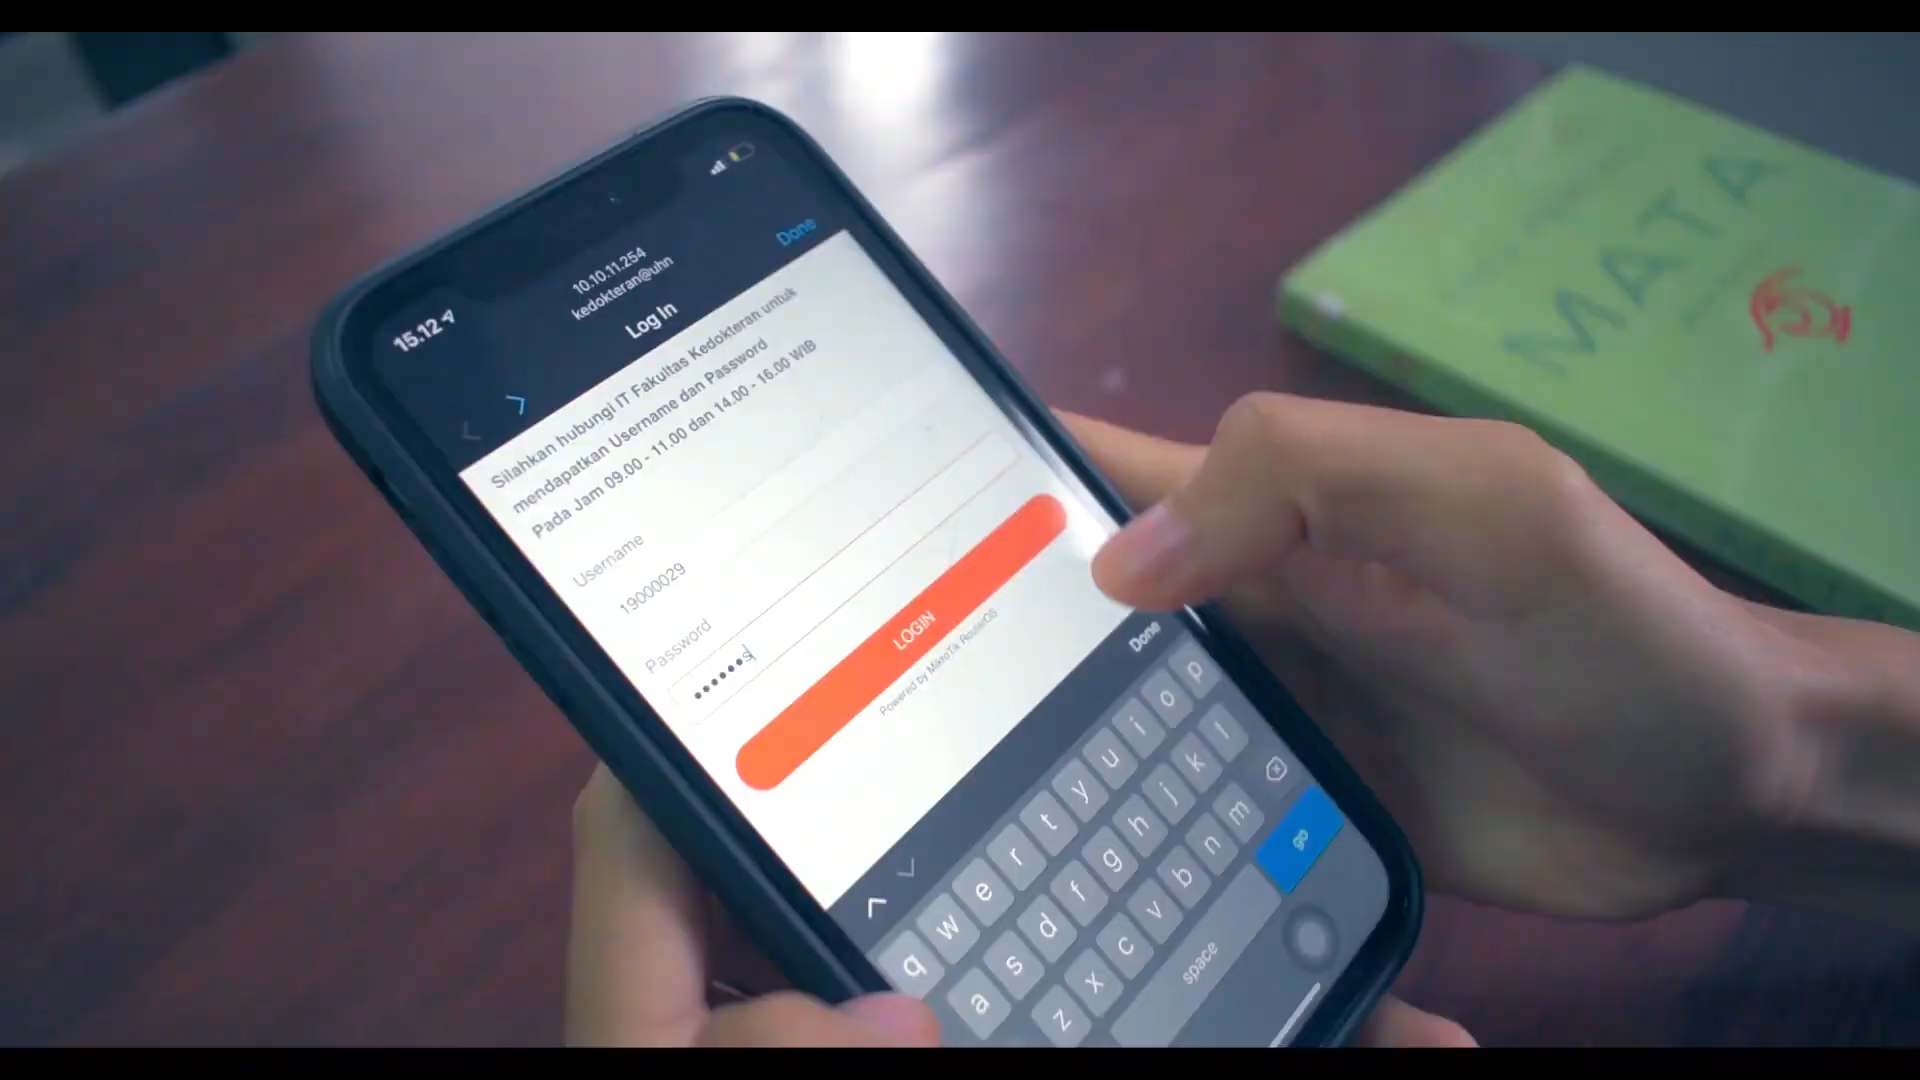 15.12
10.10.11.254
kedokteran@uhn
Log In
Done
Silahkan hubungi IT Fakultas Kedokteran untuk
mendapatkan Username dan Password
Pada Jam 09.00 - 11.00 dan 14.00 - 16.00 WIB
Username
19000029
Password
••••••s
LOGIN
Powered by MikroTik RouterOS
Done
q w e r t y u i o p
a s d f g h j k l
z x c v b n m
space
go
MATA